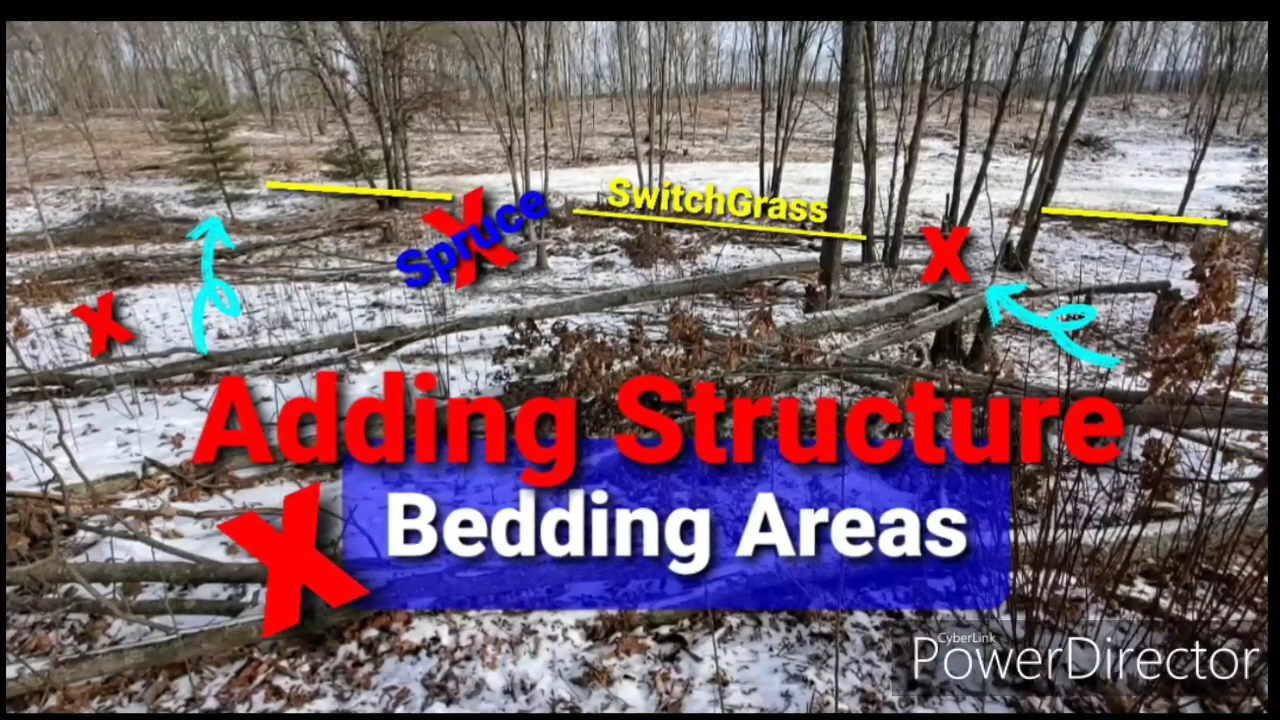 SwitchGrass
Spruce
Adding Structure
Bedding Areas
CyberLink
PowerDirector